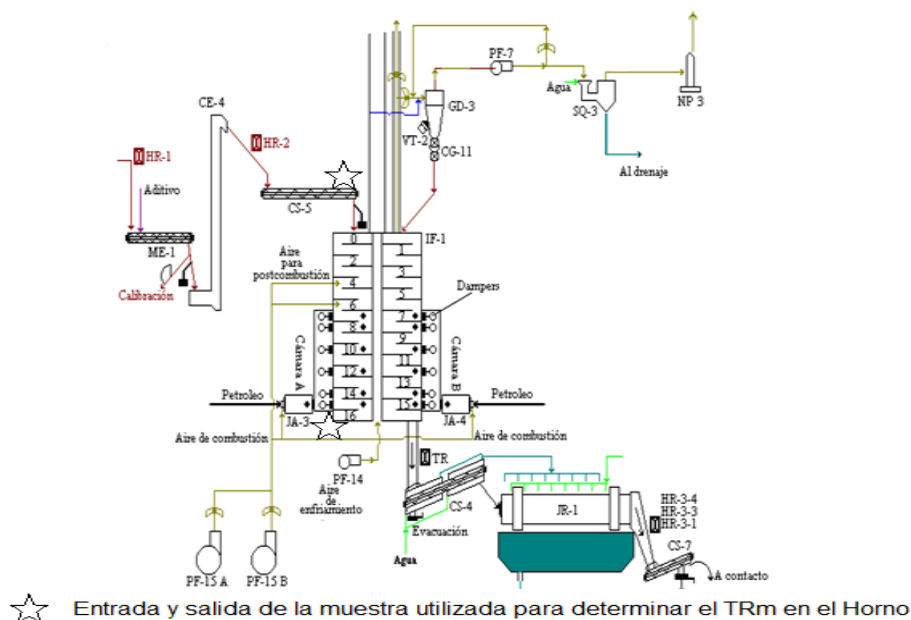 PF-7
Agua
SQ-3
NP 3
Al drenaje
GD-3
VT-2
CG-11
CE-4
HR-1
HR-2
Aditivo
CS-5
ME-1
Calibración
IF-1
Aire
para
postcombustión
Dampers
0
1
2
3
4
5
6
7
8
9
10
11
12
13
14
15
16
Cámara A
Cámara B
Petroleo
Petroleo
JA-3
JA-4
Aire de combustión
Aire de combustión
PF-14
Aire
de
enfriamiento
TR
CS-4
Evacuación
Agua
JR-1
HR-3-4
HR-3-3
HR-3-1
CS-7
A contacto
PF-15 A
PF-15 B
Entrada y salida de la muestra utilizada para determinar el TRm en el Horno